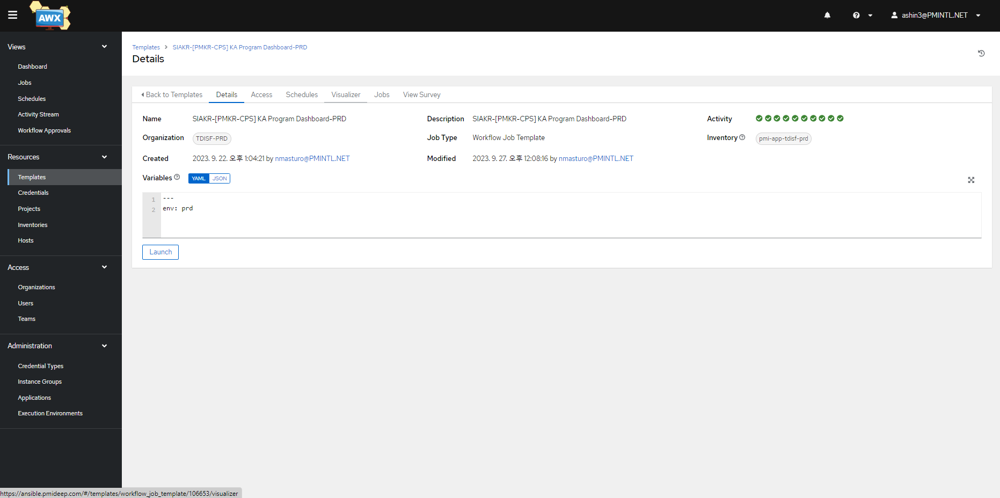 AWX
ashin3@PMINTL.NET
Views
Dashboard
Jobs
Schedules
Activity Stream
Workflow Approvals
Resources
Templates
Credentials
Projects
Inventories
Hosts
Access
Organizations
Users
Teams
Administration
Credential Types
Instance Groups
Applications
Execution Environments
Templates > SIAKR-[PMKR-CPS] KA Program Dashboard-PRD
Details
Back to Templates Details Access Schedules Visualizer Jobs View Survey
Name SIAKR-[PMKR-CPS] KA Program Dashboard-PRD Description SIAKR-[PMKR-CPS] KA Program Dashboard-PRD Activity
Organization TDISF-PRD Job Type Workflow Job Template Inventory pmi-app-tdisf-prd
Created 2023. 9. 22. 오후 1:04:21 by nmasturo@PMINTL.NET Modified 2023. 9. 27. 오후 12:08:16 by nmasturo@PMINTL.NET
Variables YAML JSON
1 ---
2 env: prd
Launch
https://ansible.pmideep.com/#/templates/workflow_job_template/106653/visualizer